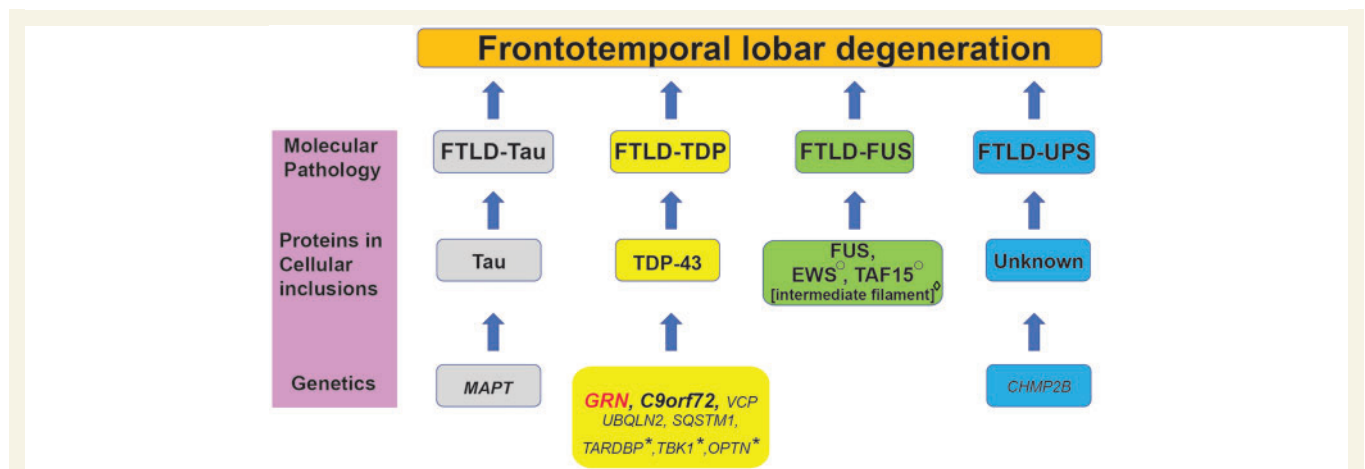 Frontotemporal lobar degeneration
Molecular
Pathology
FTLD-Tau
FTLD-TDP
FTLD-FUS
FTLD-UPS
Proteins in
Cellular
inclusions
Tau
TDP-43
FUS,
EWS○, TAF15○
[intermediate filament]◊
Unknown
Genetics
MAPT
GRN, C9orf72, VCP
UBQLN2, SQSTM1,
TARDBP*,TBK1*,OPTN*
CHMP2B